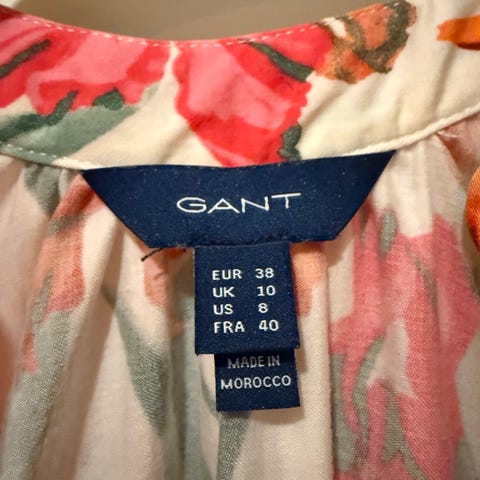 GANT
EUR 38
UK 10
US 8
FRA 40
MADE IN
MOROCCO